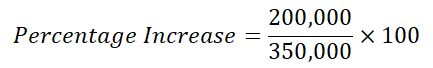 Percentage Increase = 200,000 / 350,000 × 100